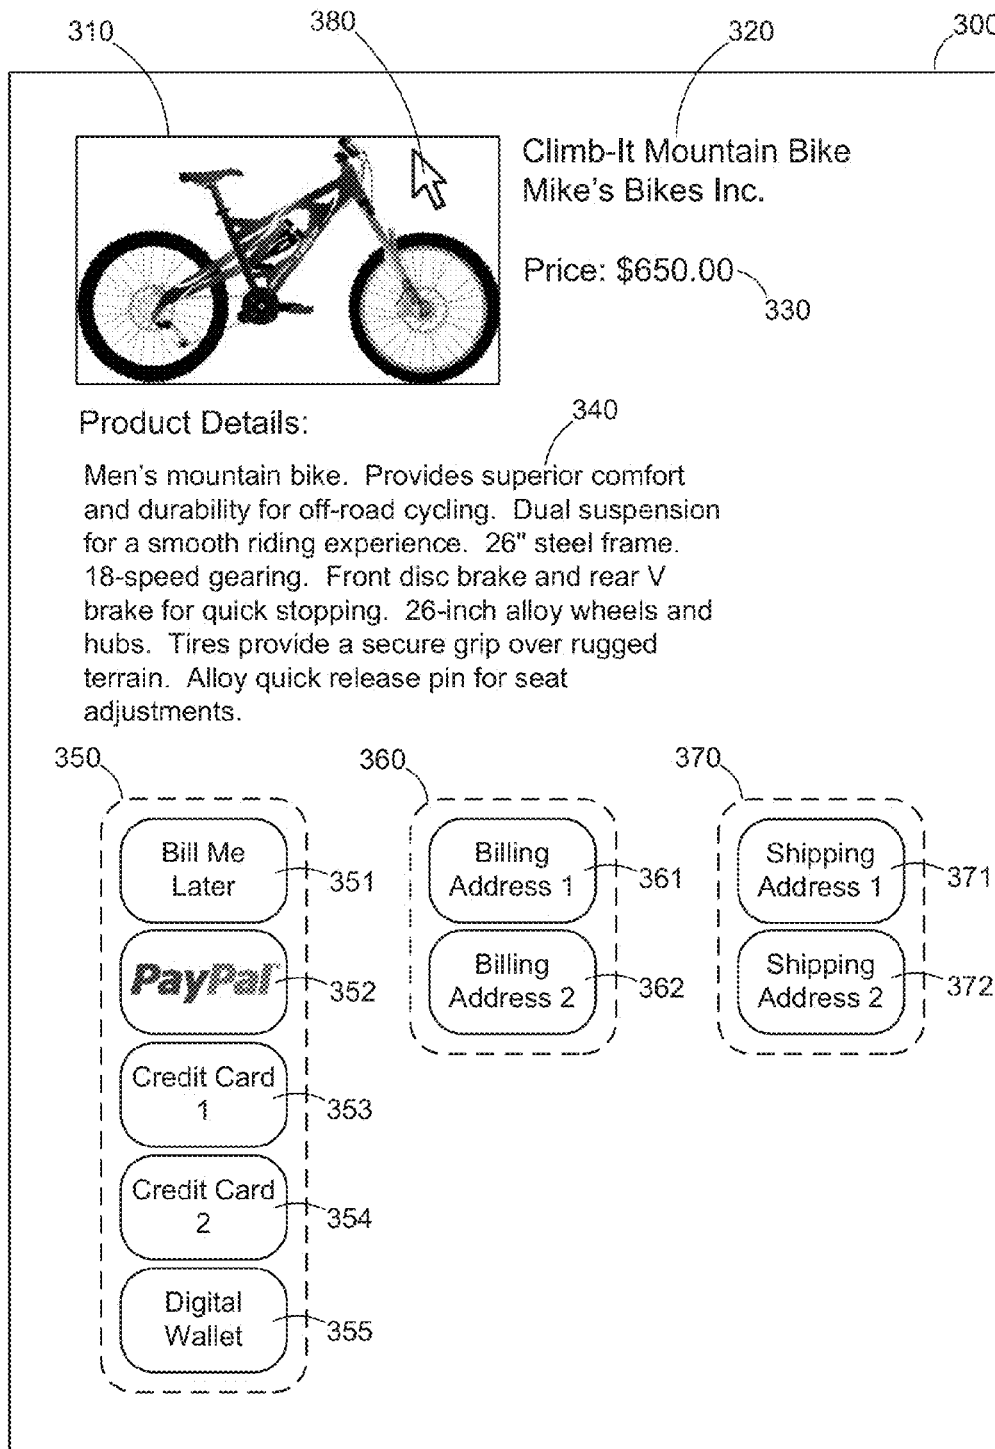 310
380
320
300
Climb-It Mountain Bike
Mike's Bikes Inc.
Price: $650.00
330
Product Details:
340
Men's mountain bike. Provides superior comfort
and durability for off-road cycling. Dual suspension
for a smooth riding experience. 26" steel frame.
18-speed gearing. Front disc brake and rear V
brake for quick stopping. 26-inch alloy wheels and
hubs. Tires provide a secure grip over rugged
terrain. Alloy quick release pin for seat
adjustments.
350
360
370
Bill Me
Later
351
Billing
Address 1
361
Shipping
Address 1
371
PayPal
352
Billing
Address 2
362
Shipping
Address 2
372
Credit Card
1
353
Credit Card
2
354
Digital
Wallet
355